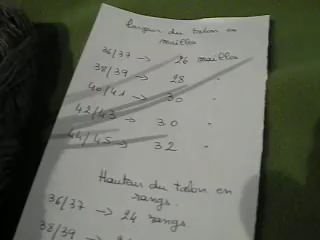 Largeur du talon en
mailles
36/37 -> 26 mailles
38/39 -> 28 "
40/41 -> 30 "
42/43 -> 30 "
44/45 -> 32 "
Hauteur du talon en
rangs.
36/37 -> 24 rangs.
38/39 ->